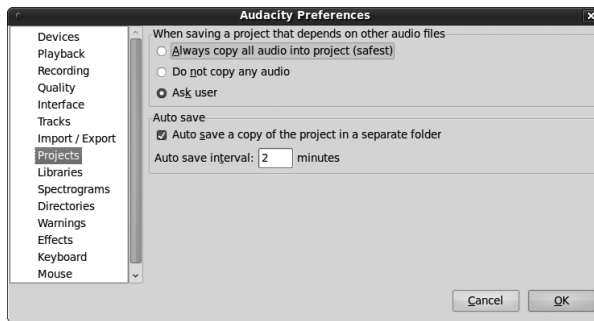 Audacity Preferences
Devices
Playback
Recording
Quality
Interface
Tracks
Import / Export
Projects
Libraries
Spectrograms
Directories
Warnings
Effects
Keyboard
Mouse
When saving a project that depends on other audio files
Always copy all audio into project (safest)
Do not copy any audio
Ask user
Auto save
Auto save a copy of the project in a separate folder
Auto save interval: 2 minutes
Cancel OK